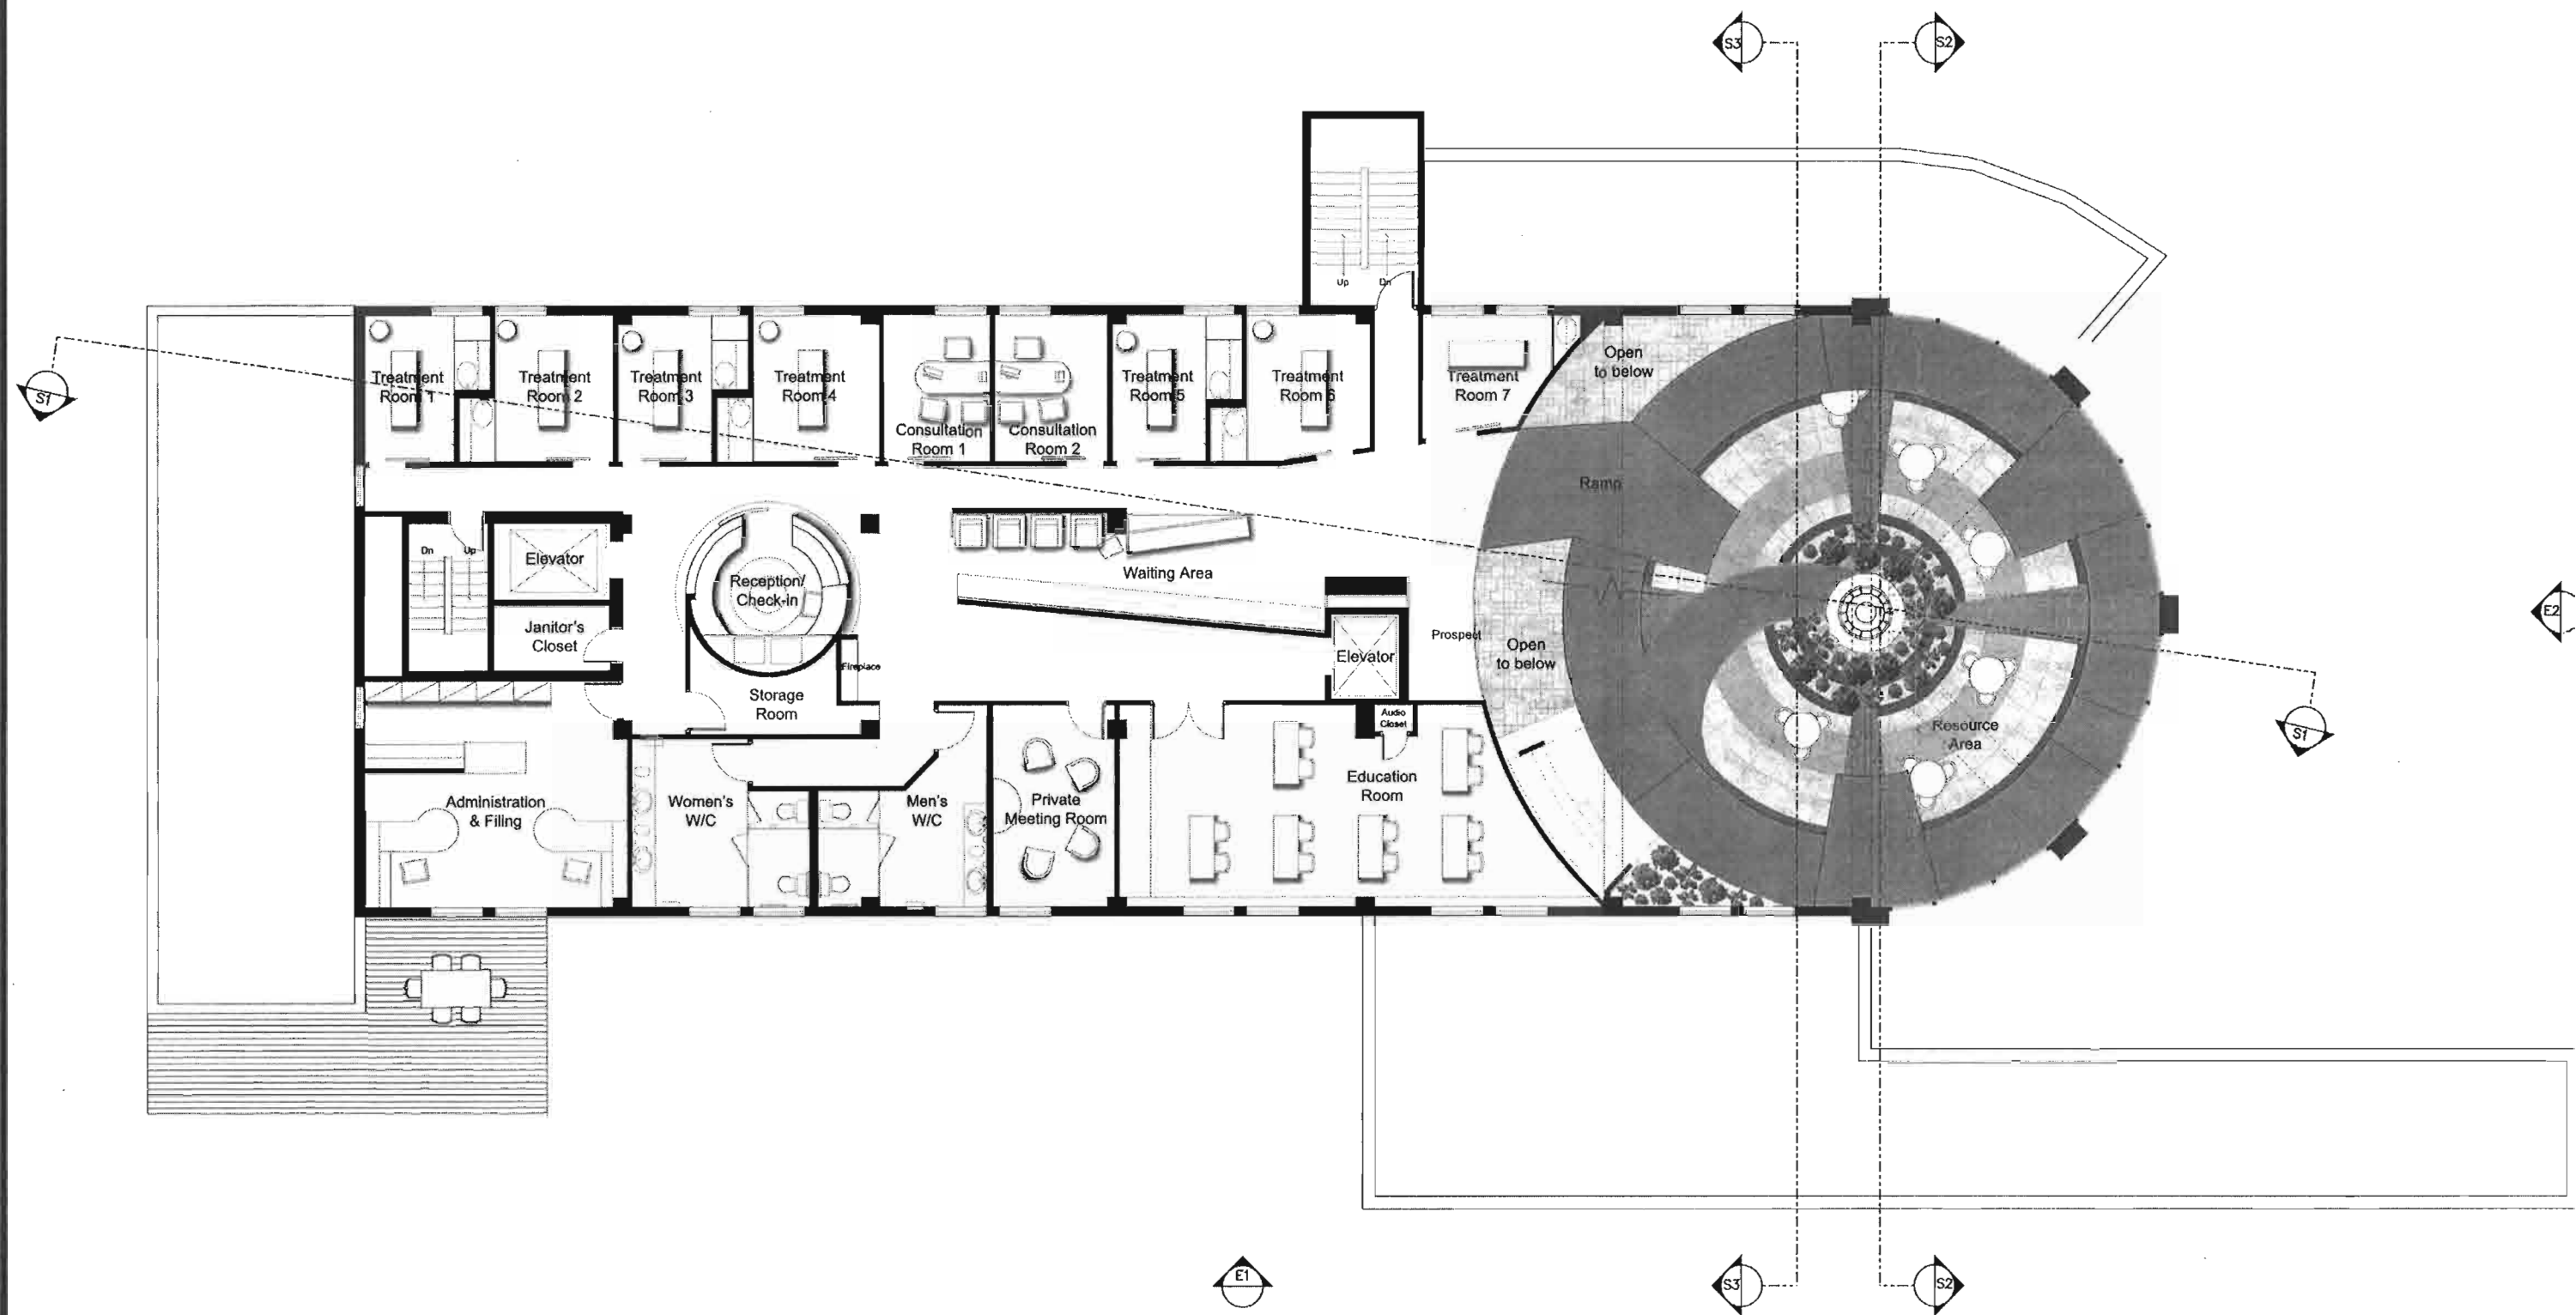 S3
S2
Up
Dn
S1
Treatment
Room 1
Treatment
Room 2
Treatment
Room 3
Treatment
Room 4
Consultation
Room 1
Consultation
Room 2
Treatment
Room 5
Treatment
Room 6
Treatment
Room 7
Open
to below
Ramp
Dn
Up
Elevator
Reception/
Check-in
Waiting Area
Janitor's
Closet
Fireplace
Storage
Room
Elevator
Prospect
Open
to below
E2
Audio
Closet
Resource
Area
S1
Administration
& Filing
Women's
W/C
Men's
W/C
Private
Meeting Room
Education
Room
E1
S3
S2